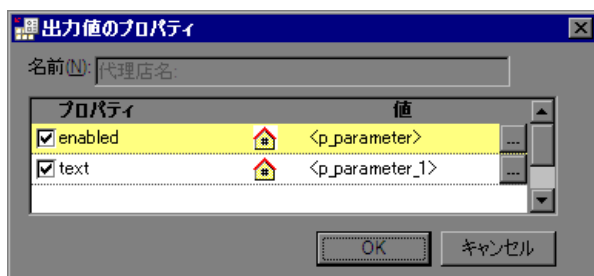 出力値のプロパティ
名前(N): 代理店名:
プロパティ 値
enabled # <p_parameter> ...
text # <p_parameter_1> ...
OK キャンセル